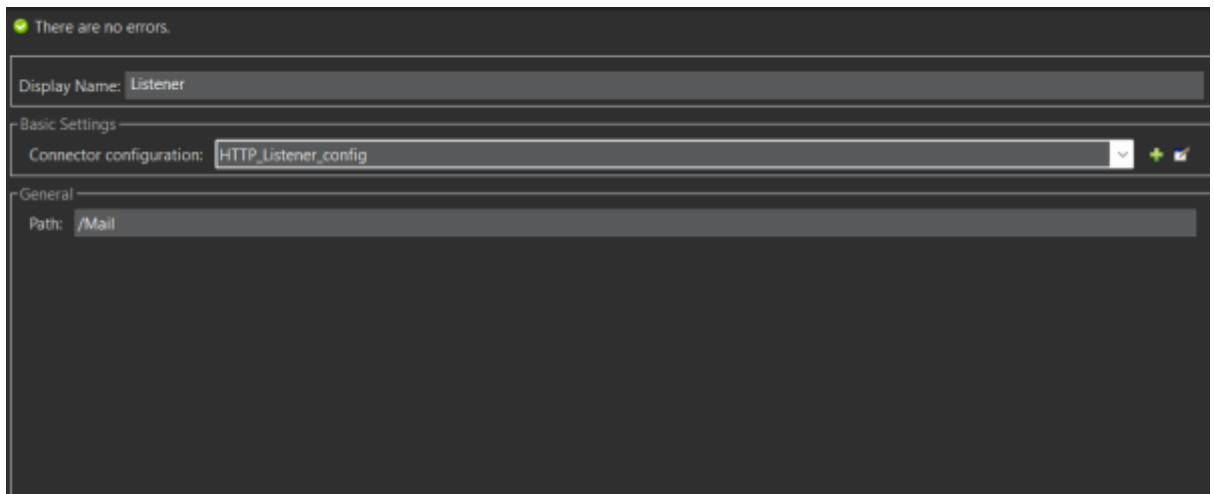 There are no errors.
Display Name: Listener
Basic Settings
Connector configuration: HTTP_Listener_config
General
Path: /Mail